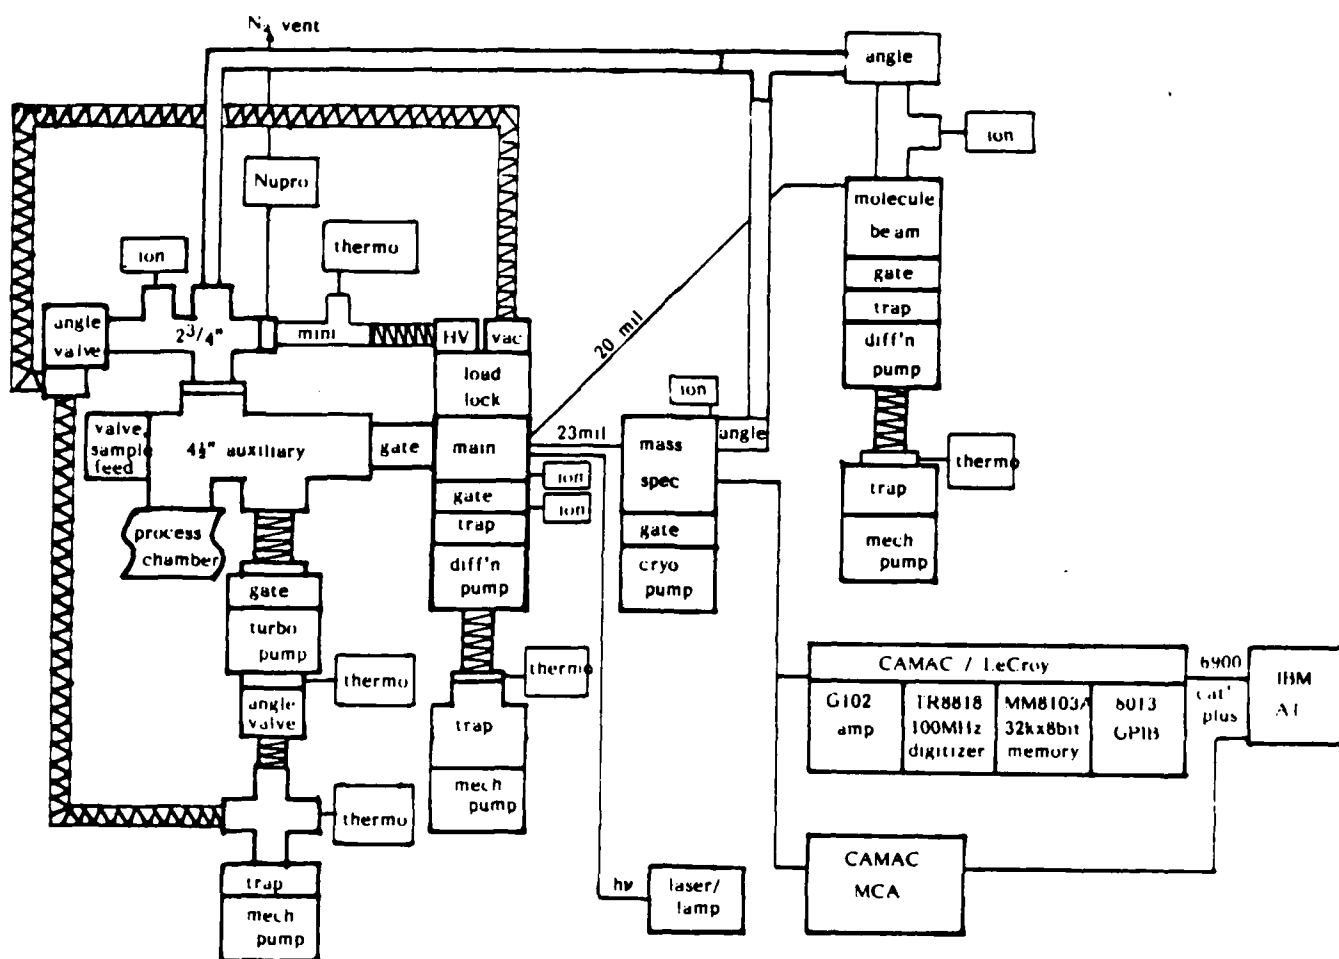 N₂ vent
angle
ion
Nupro
molecule
beam
thermo
ion
gate
trap
angle
valve
2 3/4"
mini
HV
vac
diff'n
pump
load
lock
20 mil
ion
valve,
sample
feed
4½" auxiliary
gate
main
23mil
mass
spec
angle
thermo
ion
gate
ion
trap
trap
process
chamber
gate
mech
pump
diff'n
pump
cryo
pump
gate
turbo
pump
thermo
thermo
CAMAC / LeCroy
6900
IBM
AT
angle
valve
trap
G102
amp
TR8818
100MHz
digitizer
MM8103A
32kx8bit
memory
8013
GPIB
cat'
plus
mech
pump
thermo
CAMAC
MCA
trap
hν
laser/
lamp
mech
pump